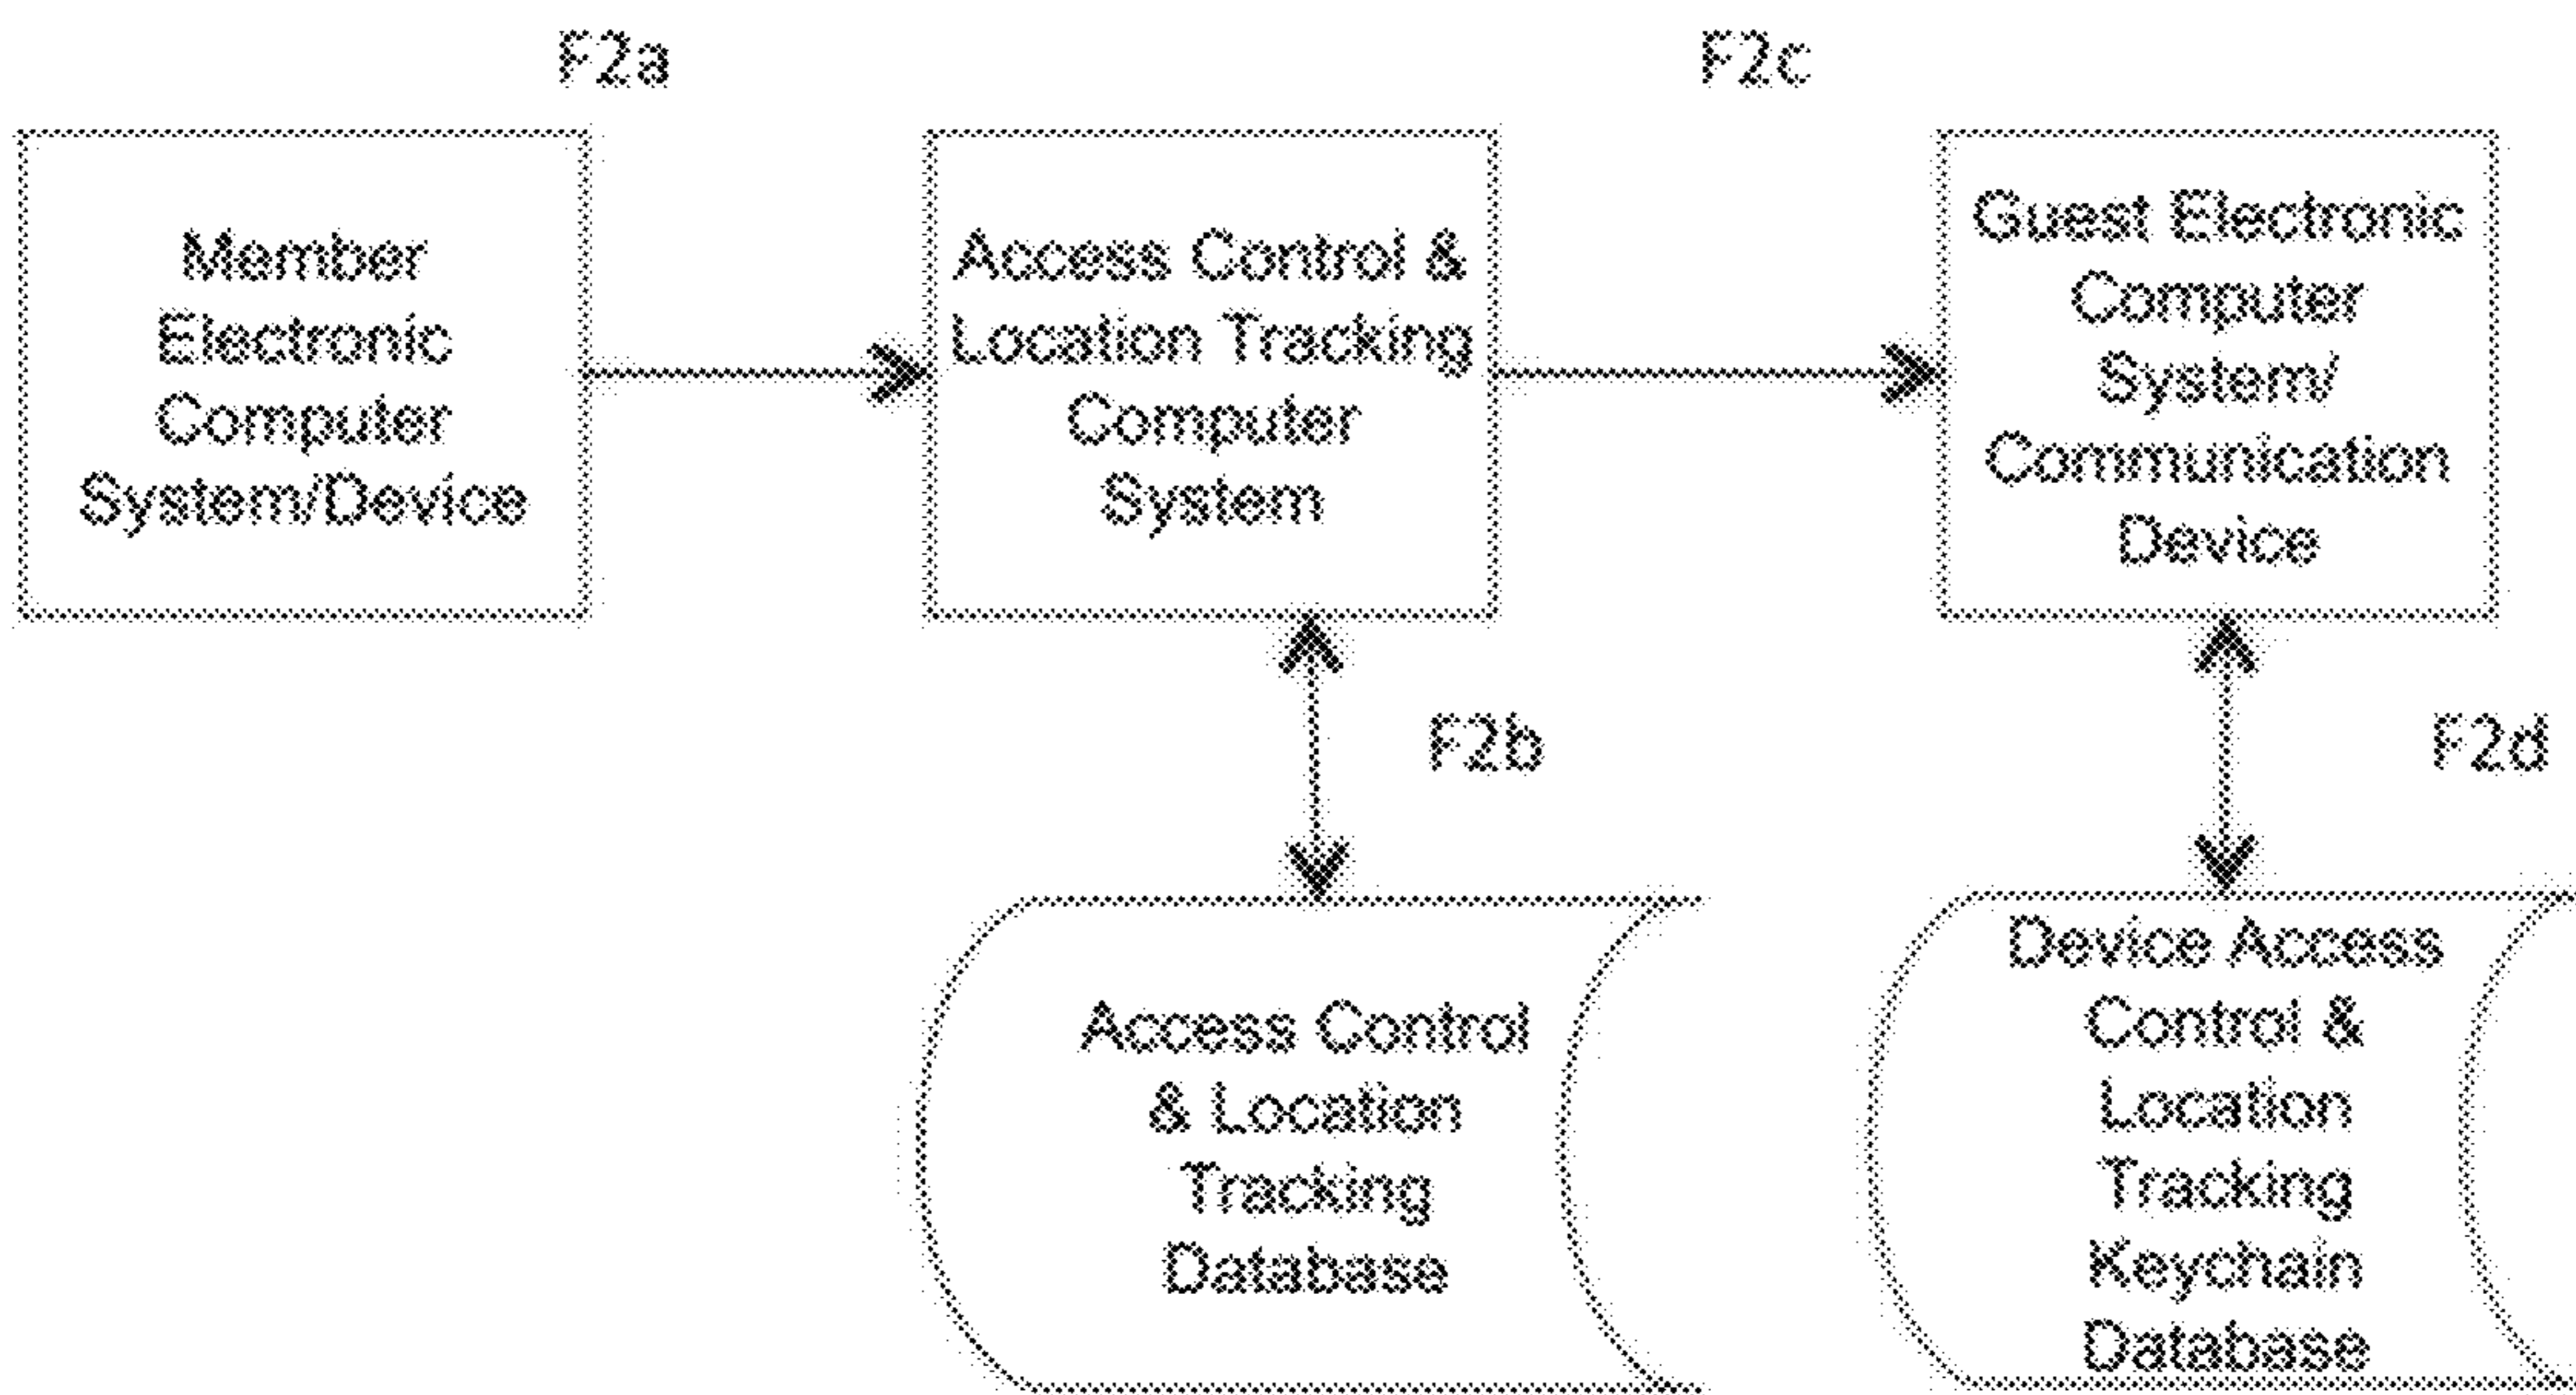 F2a
F2c
Member
Electronic
Computer
System/Device
Access Control &
Location Tracking
Computer
System
Guest Electronic
Computer
System/
Communication
Device
F2b
F2d
Access Control
& Location
Tracking
Database
Device Access
Control &
Location
Tracking
Keychain
Database